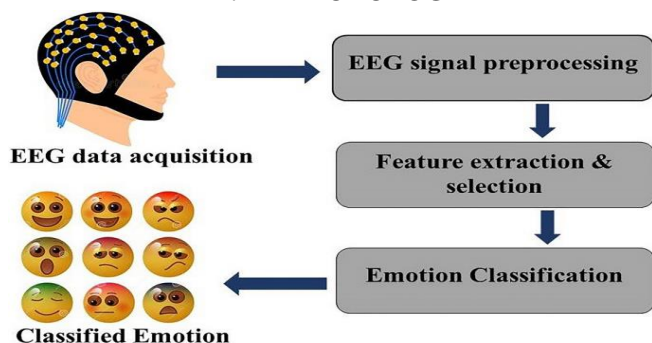 EEG signal preprocessing
EEG data acquisition
Feature extraction &
selection
Emotion Classification
Classified Emotion